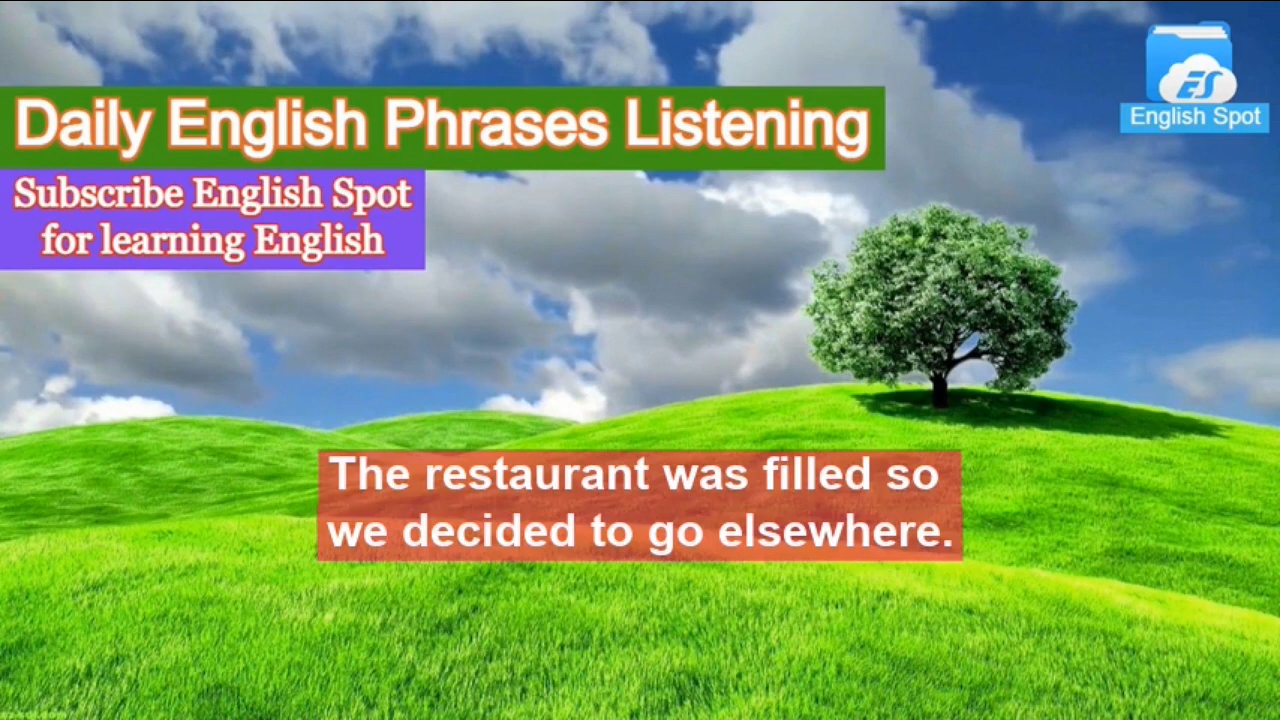 Daily English Phrases Listening
Subscribe English Spot
for learning English
ES
English Spot
The restaurant was filled so
we decided to go elsewhere.